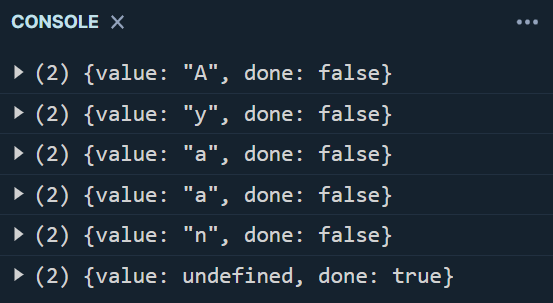 CONSOLE
(2) {value: "A", done: false}
(2) {value: "y", done: false}
(2) {value: "a", done: false}
(2) {value: "a", done: false}
(2) {value: "n", done: false}
(2) {value: undefined, done: true}